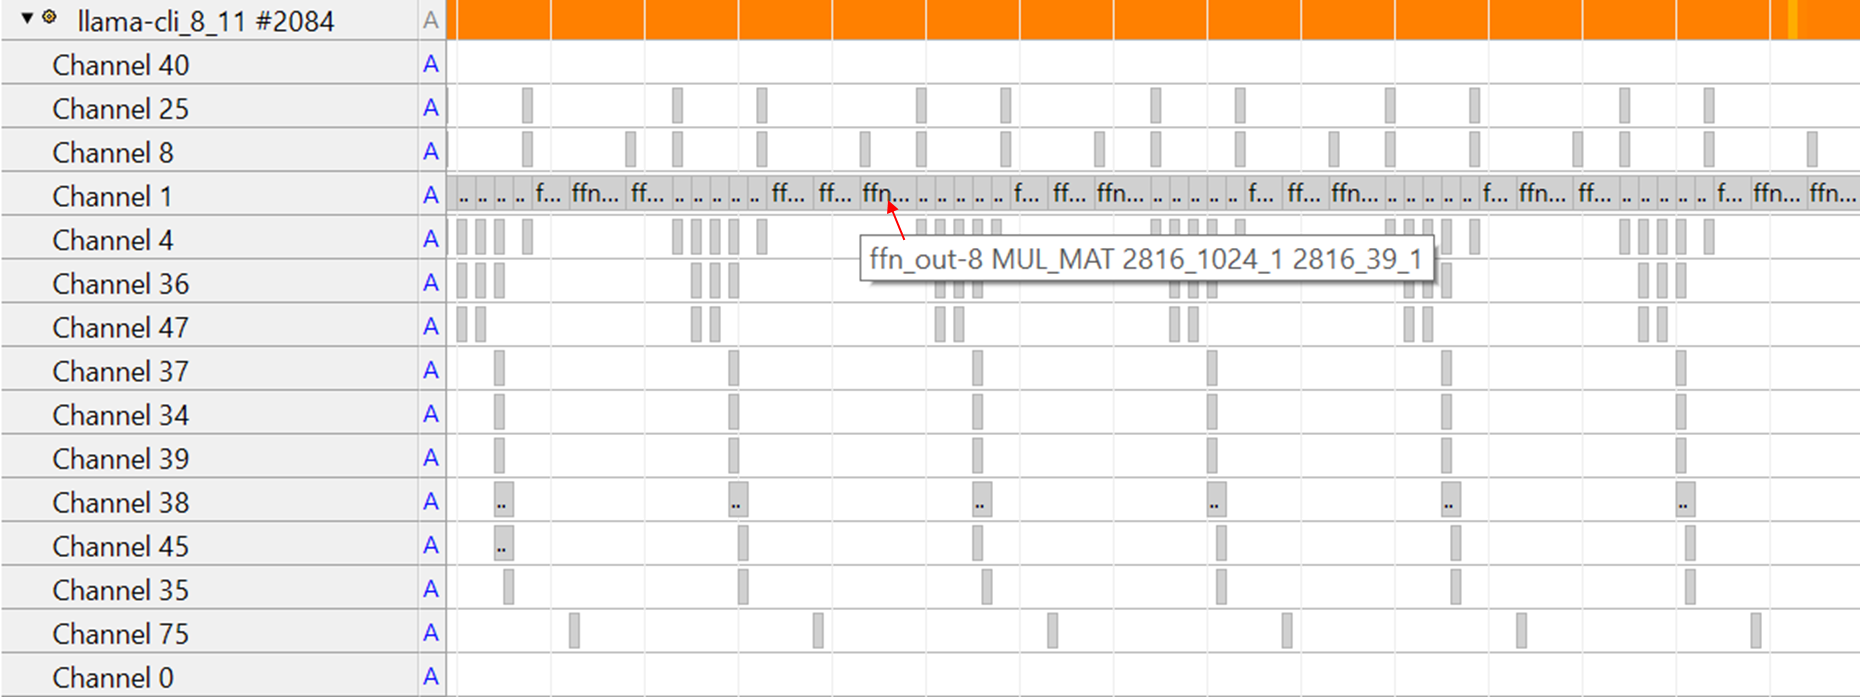 llama-cli_8_11 #2084 A
Channel 40 A
Channel 25 A
Channel 8 A
Channel 1 A .. .. .. .. f... ffn... ff... .. .. .. .. .. ff... ff... ffn... .. .. .. .. .. f... ff... ffn... .. .. .. .. .. f... ff... ffn... .. .. .. .. .. f... ffn... ff... .. .. .. .. .. f... ffn... ffn...
Channel 4 A
ffn_out-8 MUL_MAT 2816_1024_1 2816_39_1
Channel 36 A
Channel 47 A
Channel 37 A
Channel 34 A
Channel 39 A
Channel 38 A .. .. .. .. .. ..
Channel 45 A ..
Channel 35 A
Channel 75 A
Channel 0 A